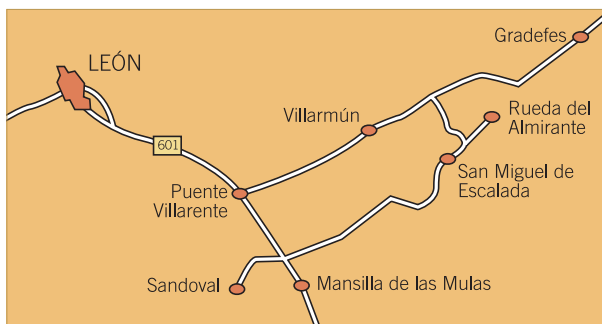 Gradefes
LEÓN
Rueda del
Almirante
Villarmún
601
San Miguel de
Escalada
Puente
Villarente
Sandoval
Mansilla de las Mulas